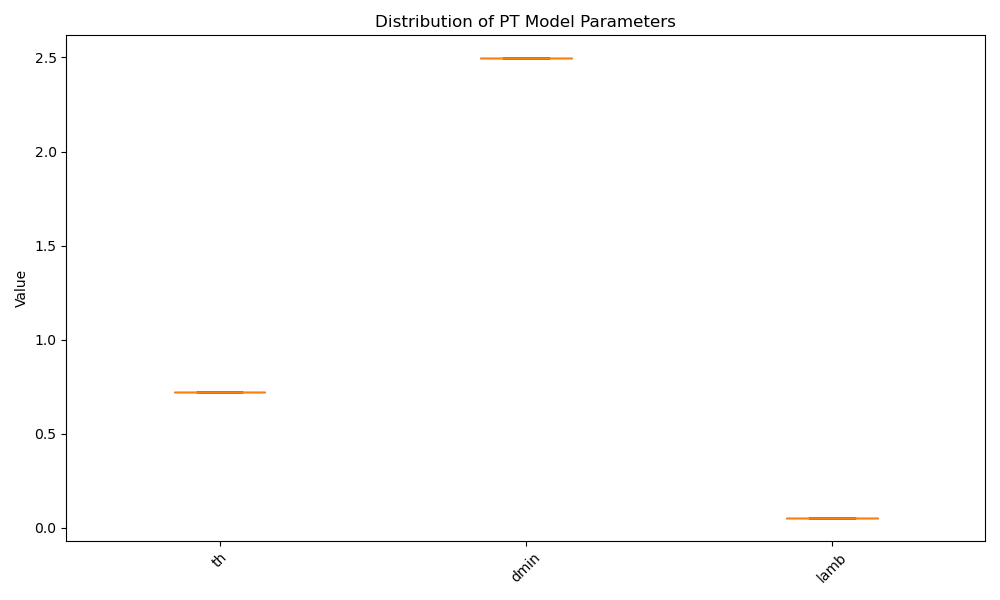 Distribution of PT Model Parameters
Value
2.5
2.0
1.5
1.0
0.5
0.0
th
dmin
lamb